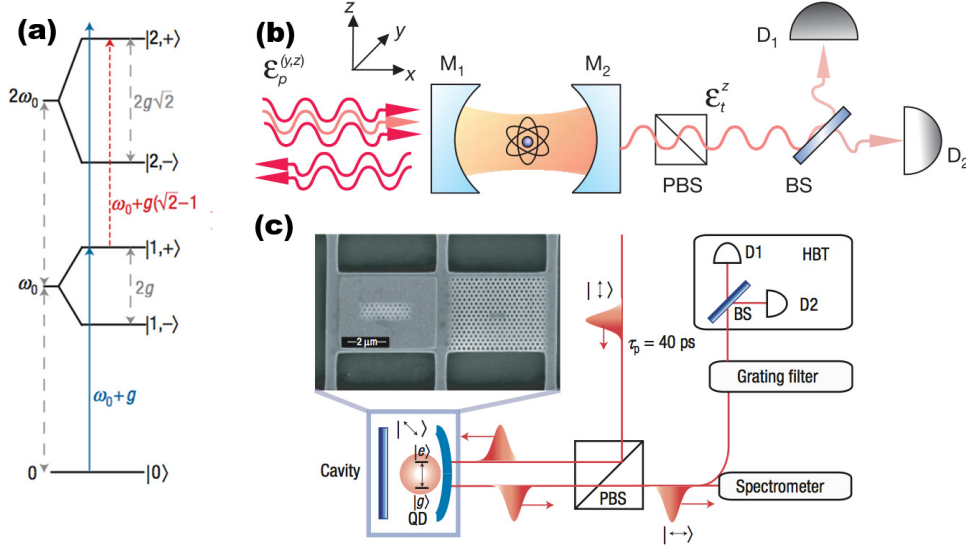 (a)
|2,+⟩
2ω₀
2g√2
|2,−⟩
ω₀+g(√2−1
|1,+⟩
ω₀
2g
|1,−⟩
ω₀+g
0
|0⟩
(b)
z
y
x
ε_p^(y,z)
M₁
M₂
ε_t^z
PBS
BS
D₁
D₂
(c)
2 μm
|↕⟩
τ_p = 40 ps
HBT
D1
D2
BS
Grating filter
Spectrometer
PBS
|↔⟩
Cavity
|⤡⟩
|e⟩
|g⟩
QD